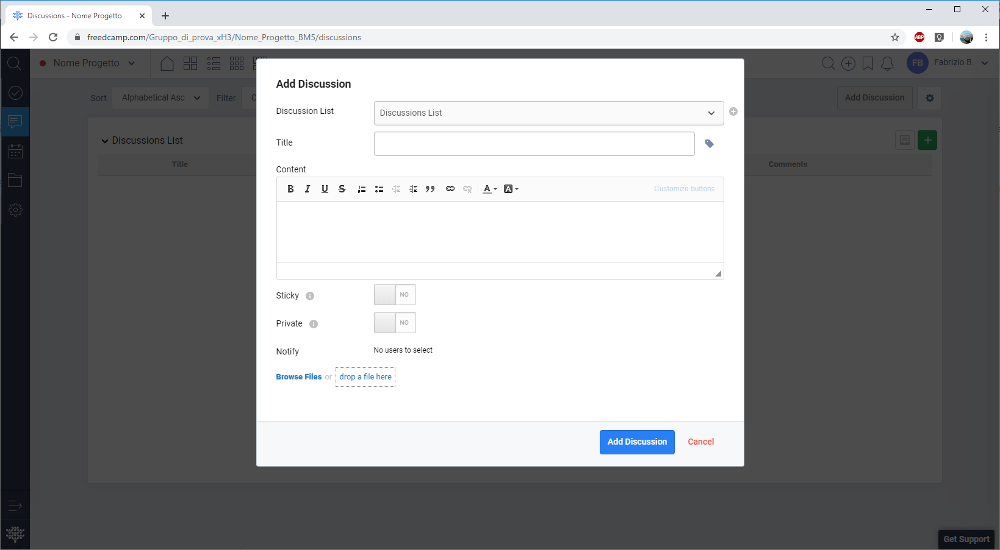 Discussions - Nome Progetto
freedcamp.com/Gruppo_di_prova_xH3/Nome_Progetto_BM5/discussions
ABP
Nome Progetto
FB Fabrizio B.
Sort Alphabetical Asc Filter
Add Discussion
Discussions List
Title
Comments
Add Discussion
Discussion List
Discussions List
Title
Content
B I U S A A
Customize buttons
Sticky
NO
Private
NO
Notify
No users to select
Browse Files or drop a file here
Add Discussion Cancel
Get Support